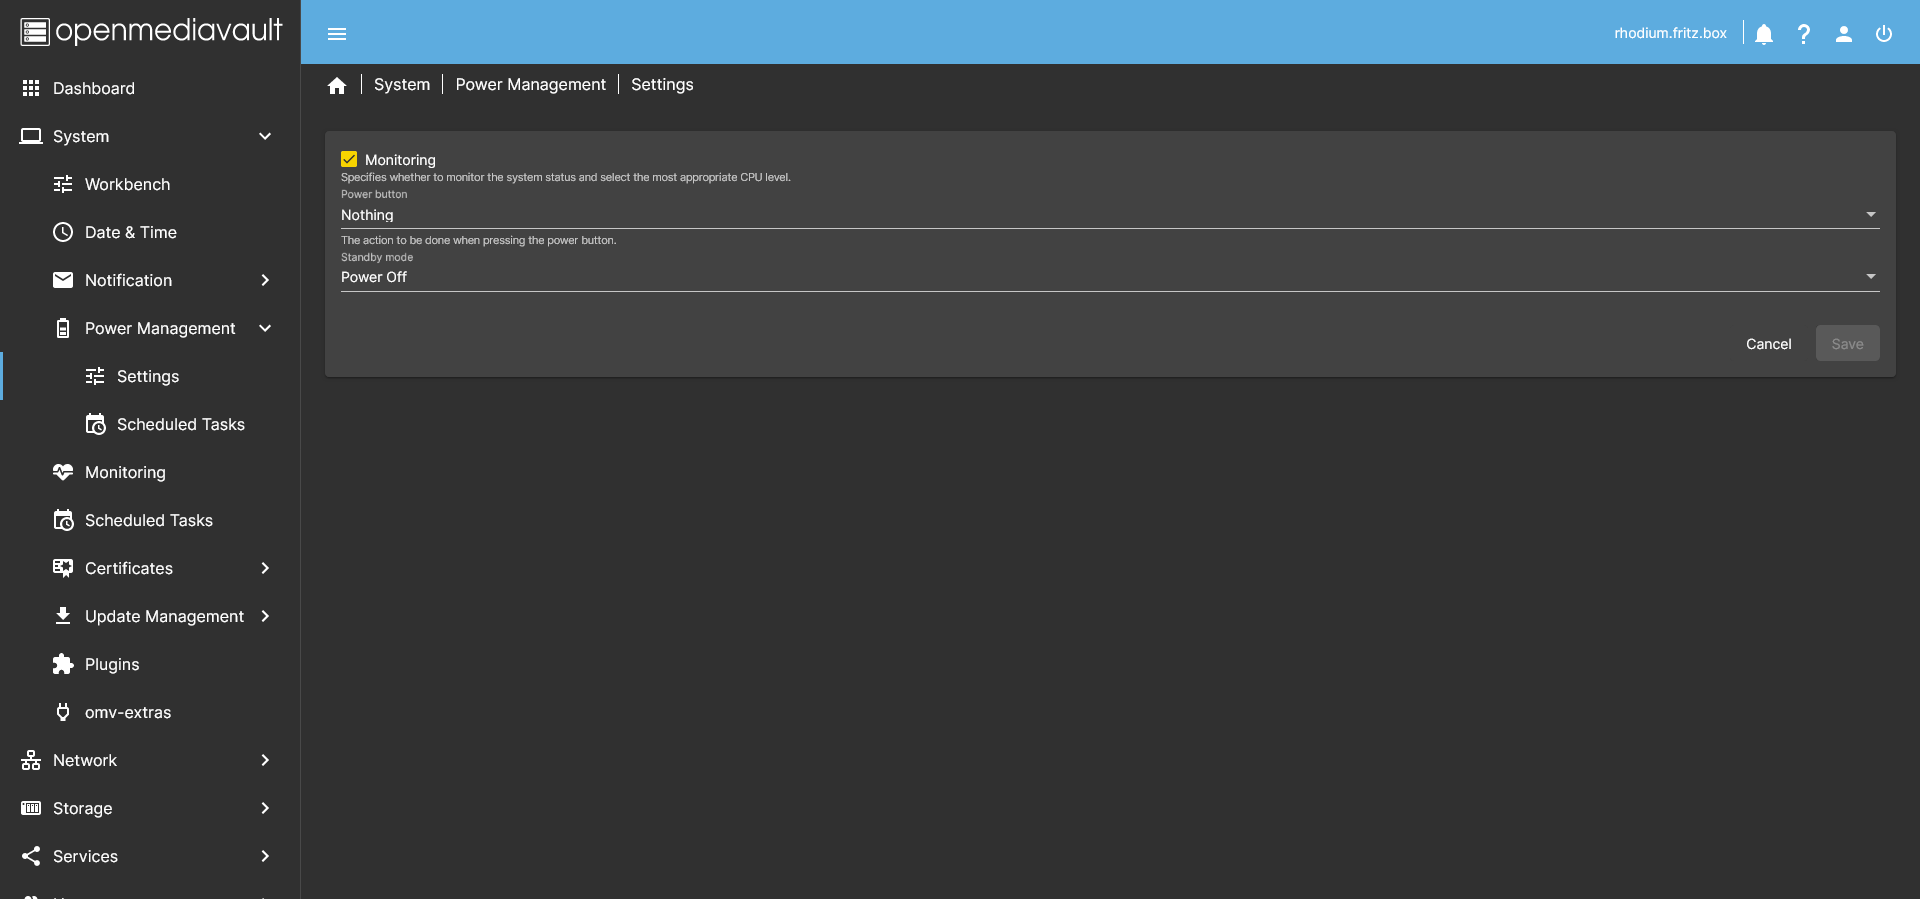 openmediavault
rhodium.fritz.box
Dashboard
System
Workbench
Date & Time
Notification
Power Management
Settings
Scheduled Tasks
Monitoring
Scheduled Tasks
Certificates
Update Management
Plugins
omv-extras
Network
Storage
Services
System | Power Management | Settings
Monitoring
Specifies whether to monitor the system status and select the most appropriate CPU level.
Power button
Nothing
The action to be done when pressing the power button.
Standby mode
Power Off
Cancel Save